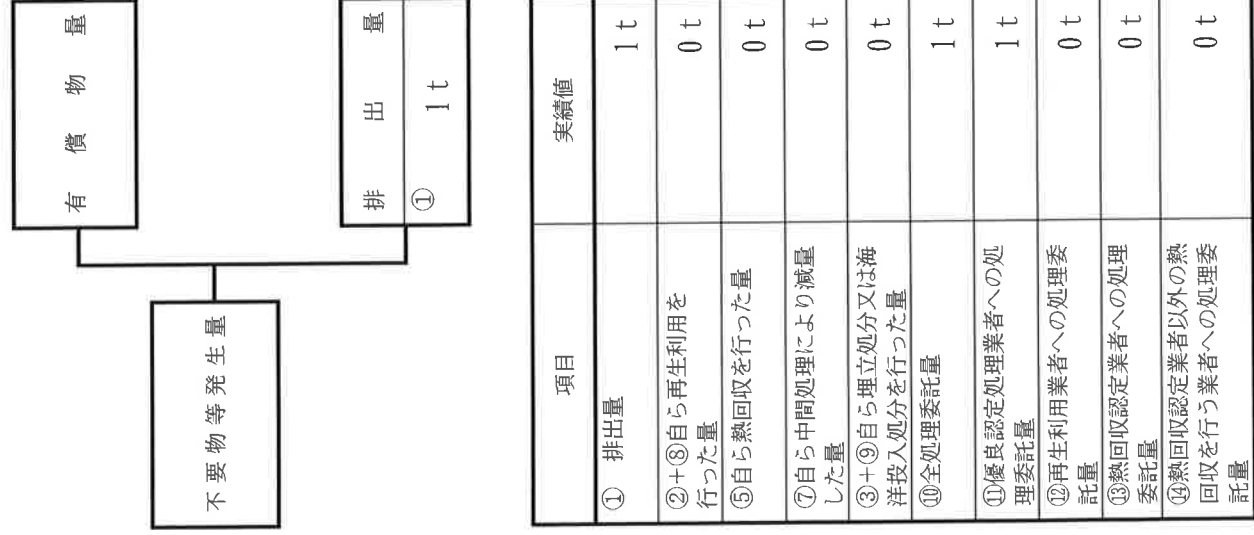 有償物量
不要物等発生量
排出量
① 1t
項目 実績値
① 排出量 1t
②+⑧自ら再生利用を
行った量 0t
⑤自ら熱回収を行った量 0t
⑦自ら中間処理により減量
した量 0t
③+⑨自ら埋立処分又は海
洋投入処分を行った量 0t
⑩全処理委託量 1t
⑪優良認定処理業者への処
理委託量 1t
⑫再生利用業者への処理委
託量 0t
⑬熱回収認定業者への処理
委託量 0t
⑭熱回収認定業者以外の熱
回収を行う業者への処理委
託量 0t